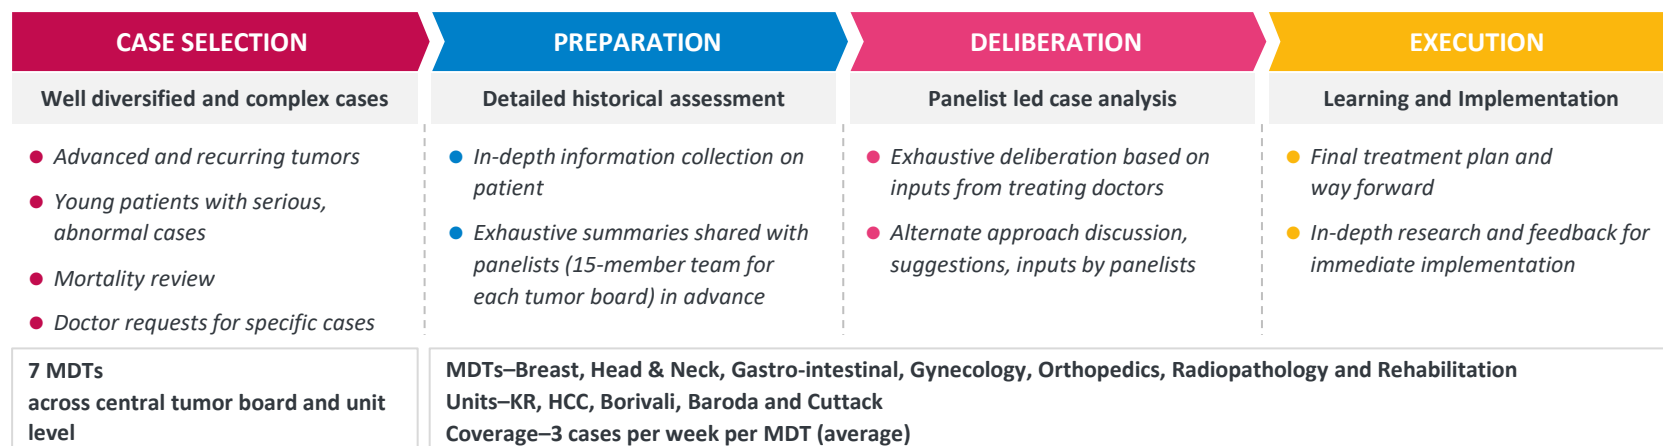 CASE SELECTION
PREPARATION
DELIBERATION
EXECUTION
Well diversified and complex cases
Detailed historical assessment
Panelist led case analysis
Learning and Implementation
Advanced and recurring tumors
Young patients with serious,
abnormal cases
Mortality review
Doctor requests for specific cases
In-depth information collection on
patient
Exhaustive summaries shared with
panelists (15-member team for
each tumor board) in advance
Exhaustive deliberation based on
inputs from treating doctors
Alternate approach discussion,
suggestions, inputs by panelists
Final treatment plan and
way forward
In-depth research and feedback for
immediate implementation
7 MDTs
across central tumor board and unit
level
MDTs–Breast, Head & Neck, Gastro-intestinal, Gynecology, Orthopedics, Radiopathology and Rehabilitation
Units–KR, HCC, Borivali, Baroda and Cuttack
Coverage–3 cases per week per MDT (average)